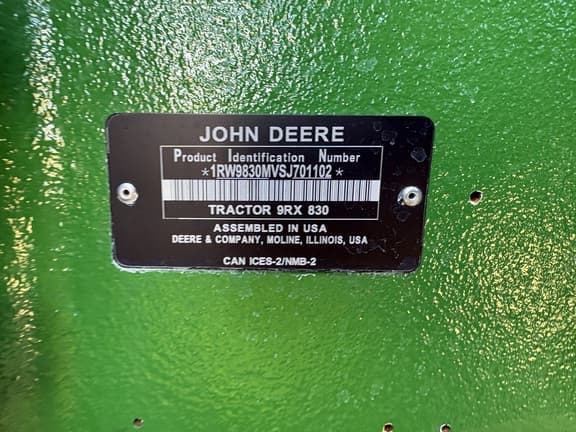 JOHN DEERE
Product Identification Number
*1RW9830MVSJ701102*
TRACTOR 9RX 830
ASSEMBLED IN USA
DEERE & COMPANY, MOLINE, ILLINOIS, USA
CAN ICES-2/NMB-2